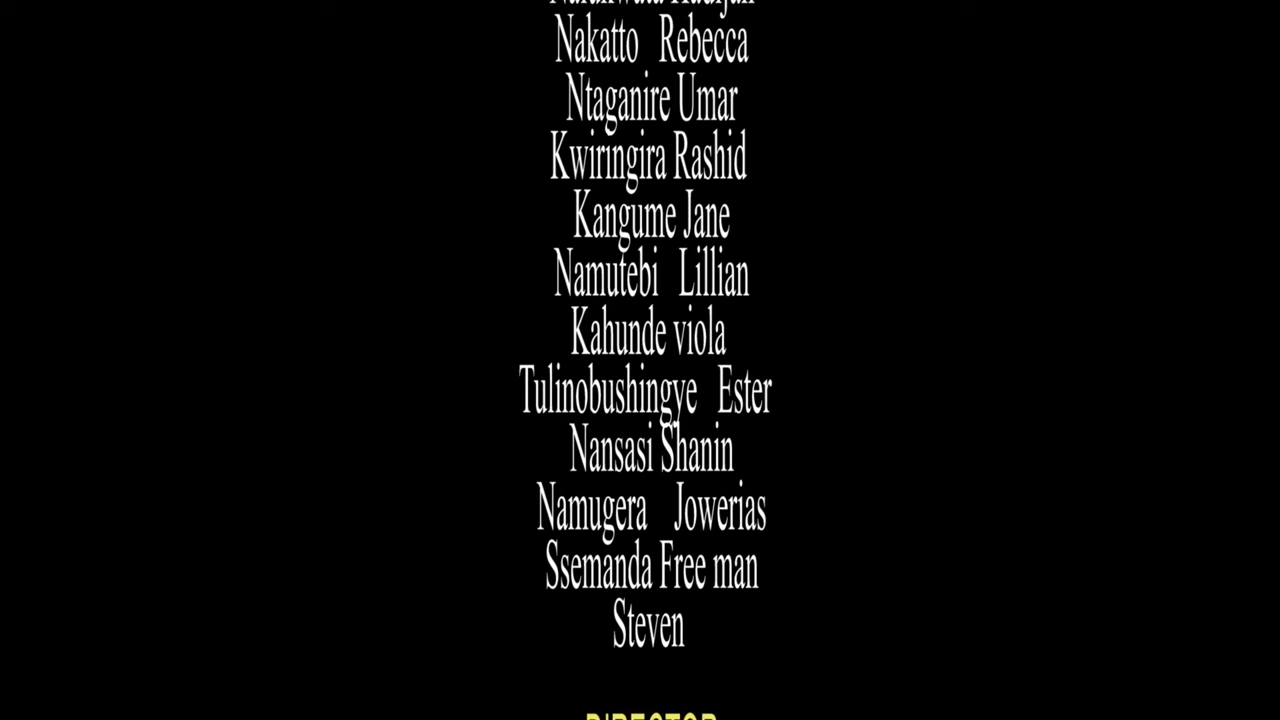 Nakatto Rebecca
Ntaganire Umar
Kwiringira Rashid
Kangume Jane
Namutebi Lillian
Kahunde viola
Tulinobushingye Ester
Nansasi Shanin
Namugera Jowerias
Ssemanda Free man
Steven
DIRECTOR